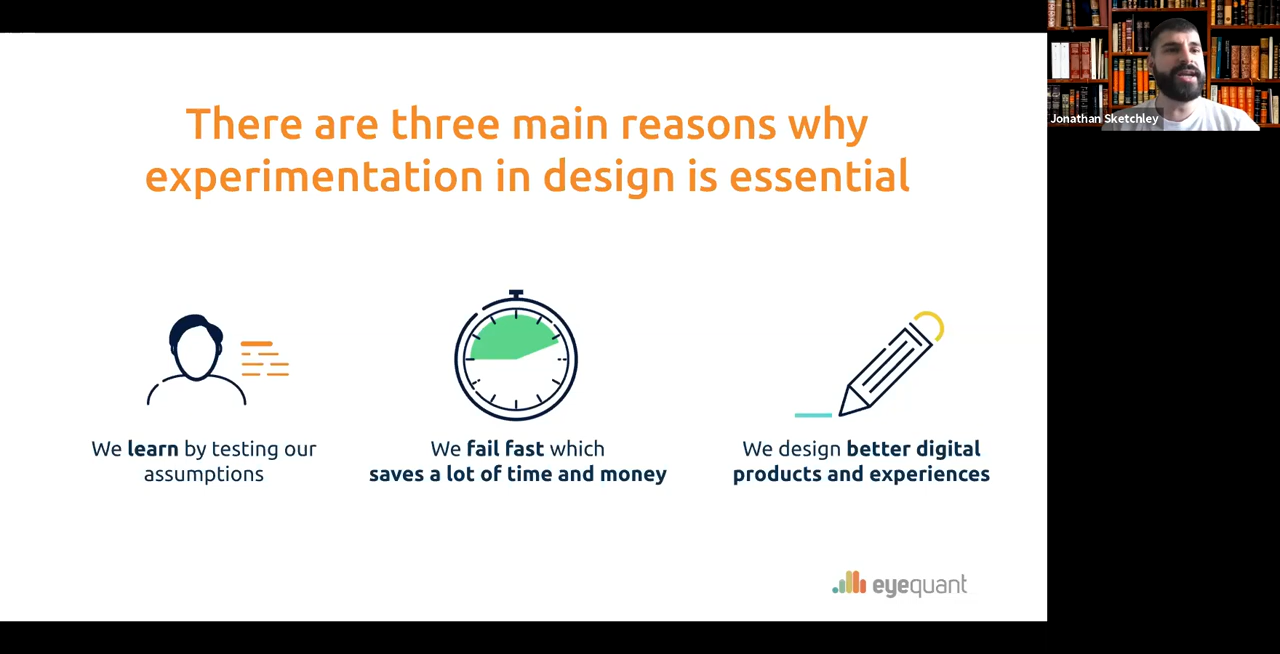 There are three main reasons why
experimentation in design is essential
Jonathan Sketchley
We learn by testing our
assumptions
We fail fast which
saves a lot of time and money
We design better digital
products and experiences
eyequant